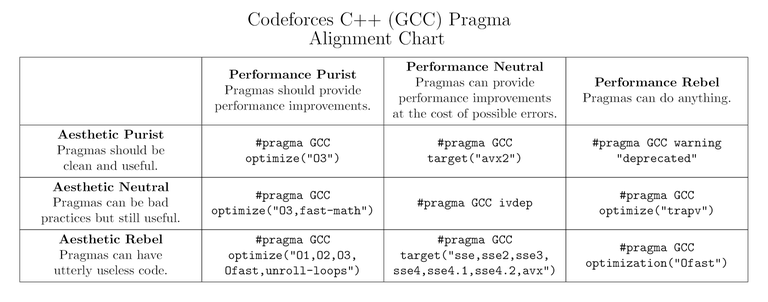 Codeforces C++ (GCC) Pragma
Alignment Chart
Performance Purist
Pragmas should provide
performance improvements.
Performance Neutral
Pragmas can provide
performance improvements
at the cost of possible errors.
Performance Rebel
Pragmas can do anything.
Aesthetic Purist
Pragmas should be
clean and useful.
#pragma GCC
optimize("O3")
#pragma GCC
target("avx2")
#pragma GCC warning
"deprecated"
Aesthetic Neutral
Pragmas can be bad
practices but still useful.
#pragma GCC
optimize("O3,fast-math")
#pragma GCC ivdep
#pragma GCC
optimize("trapv")
Aesthetic Rebel
Pragmas can have
utterly useless code.
#pragma GCC
optimize("O1,O2,O3,
Ofast,unroll-loops")
#pragma GCC
target("sse,sse2,sse3,
sse4,sse4.1,sse4.2,avx")
#pragma GCC
optimization("Ofast")